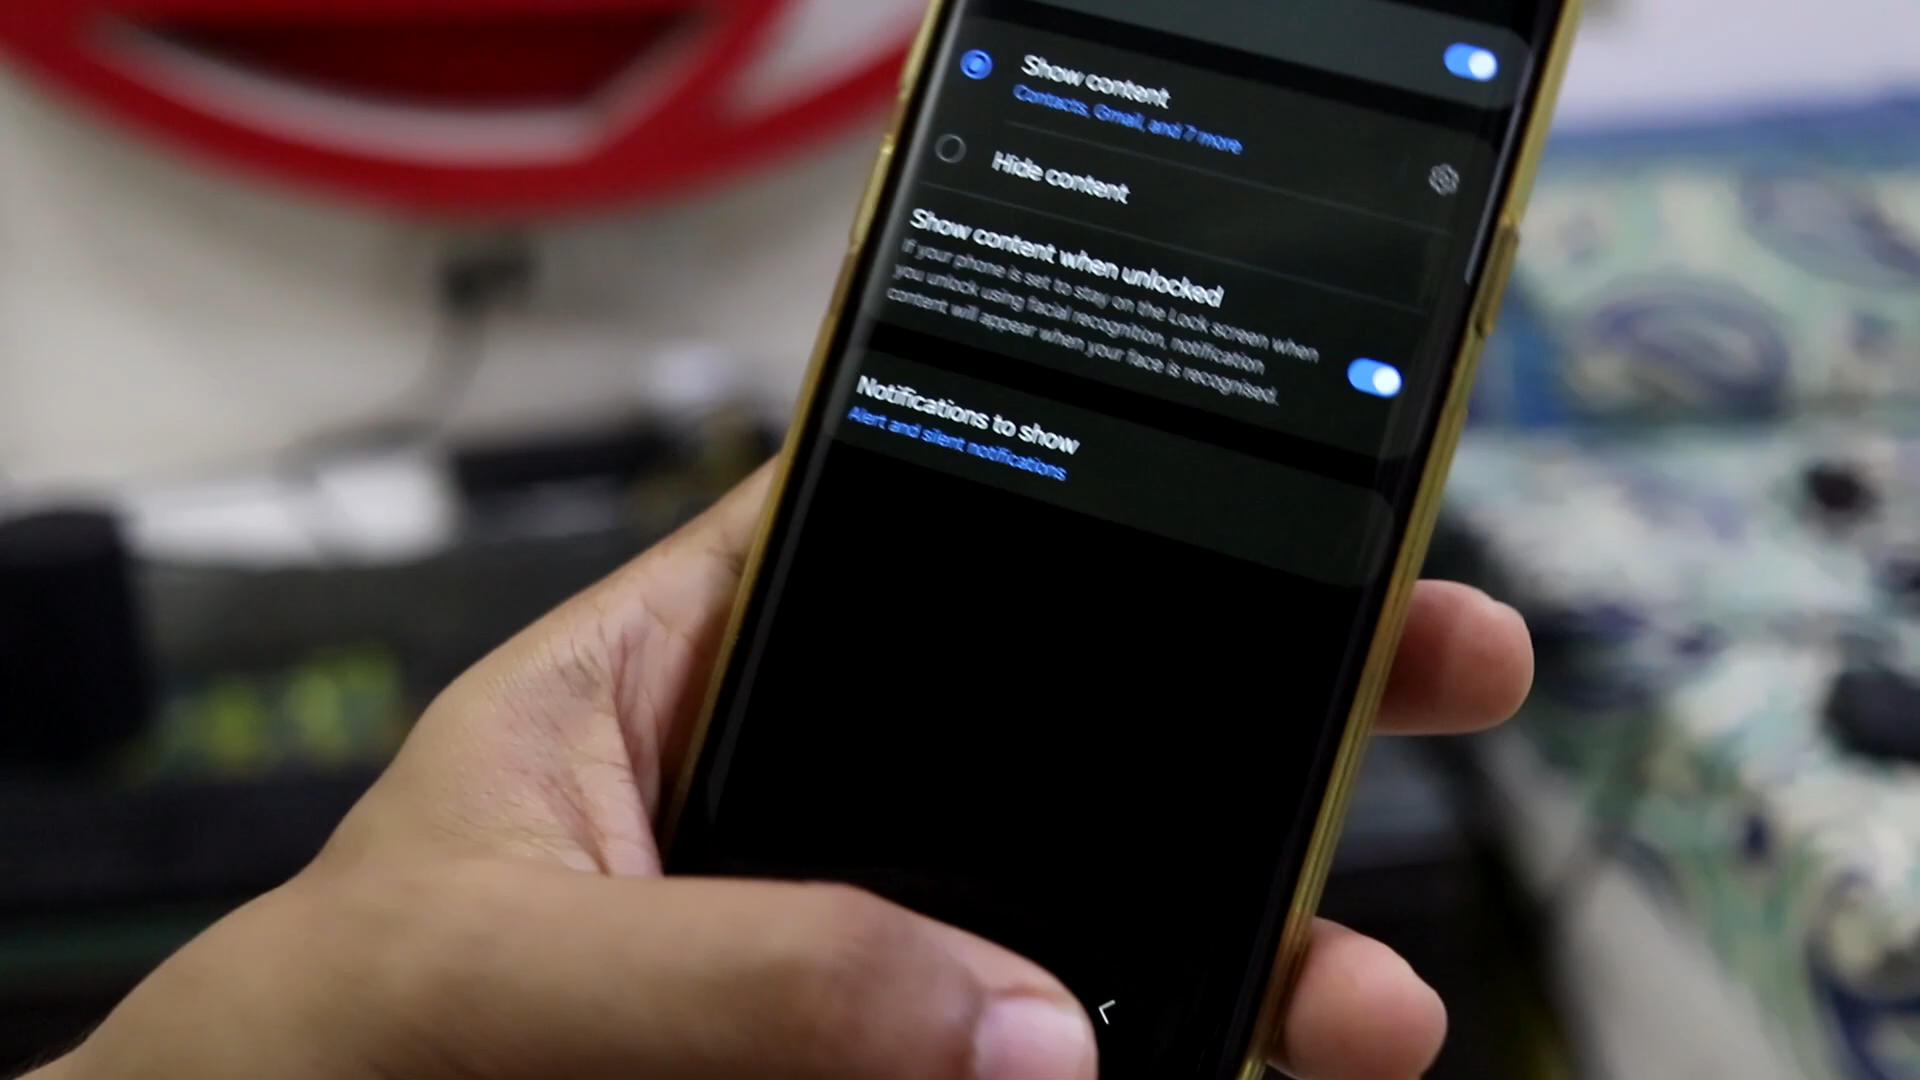 Show content
Contacts, Gmail, and 7 more
Hide content
Show content when unlocked
If your phone is set to stay on the Lock screen when
you unlock using facial recognition, notification
content will appear when your face is recognised.
Notifications to show
Alert and silent notifications